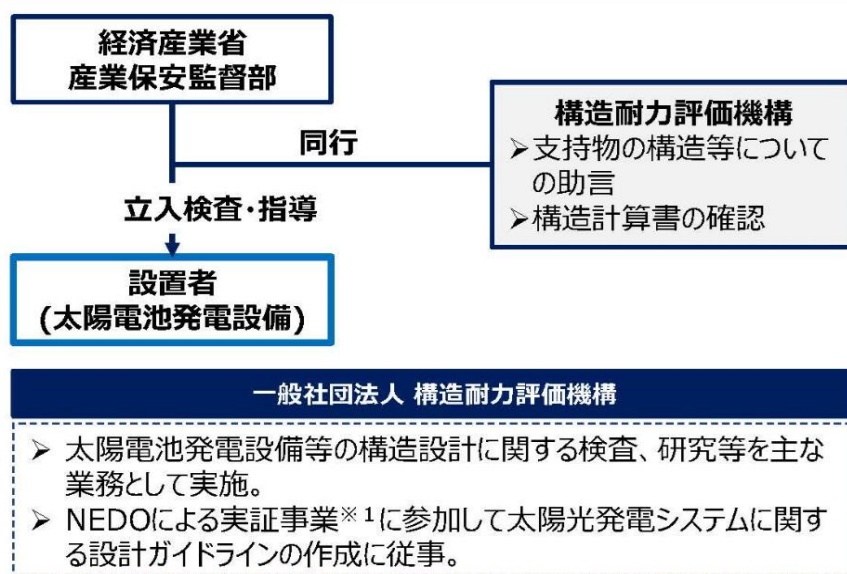 経済産業省
産業保安監督部
同行
構造耐力評価機構
➢支持物の構造等について
の助言
➢構造計算書の確認
立入検査・指導
設置者
(太陽電池発電設備)
一般社団法人 構造耐力評価機構
➢ 太陽電池発電設備等の構造設計に関する検査、研究等を主な
業務として実施。
➢ NEDOによる実証事業※1に参加して太陽光発電システムに関す
る設計ガイドラインの作成に従事。